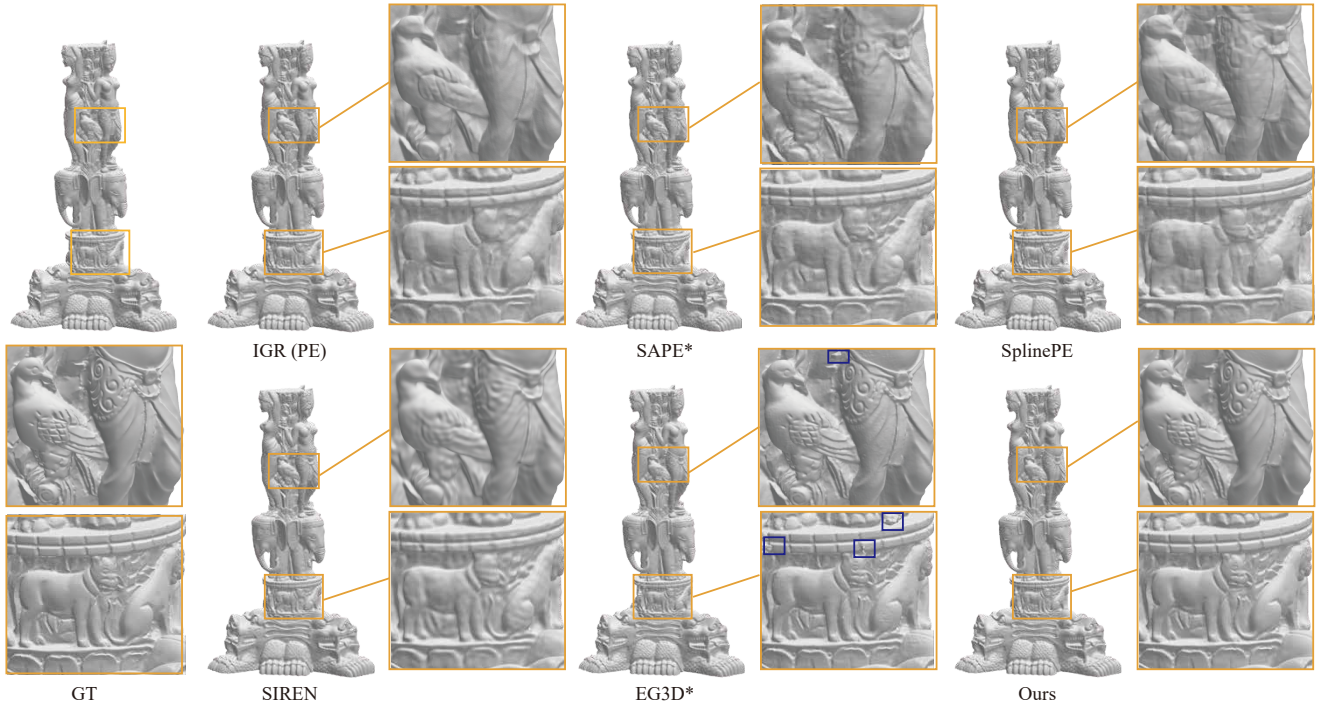 IGR (PE)
SAPE*
SplinePE
GT
SIREN
EG3D*
Ours